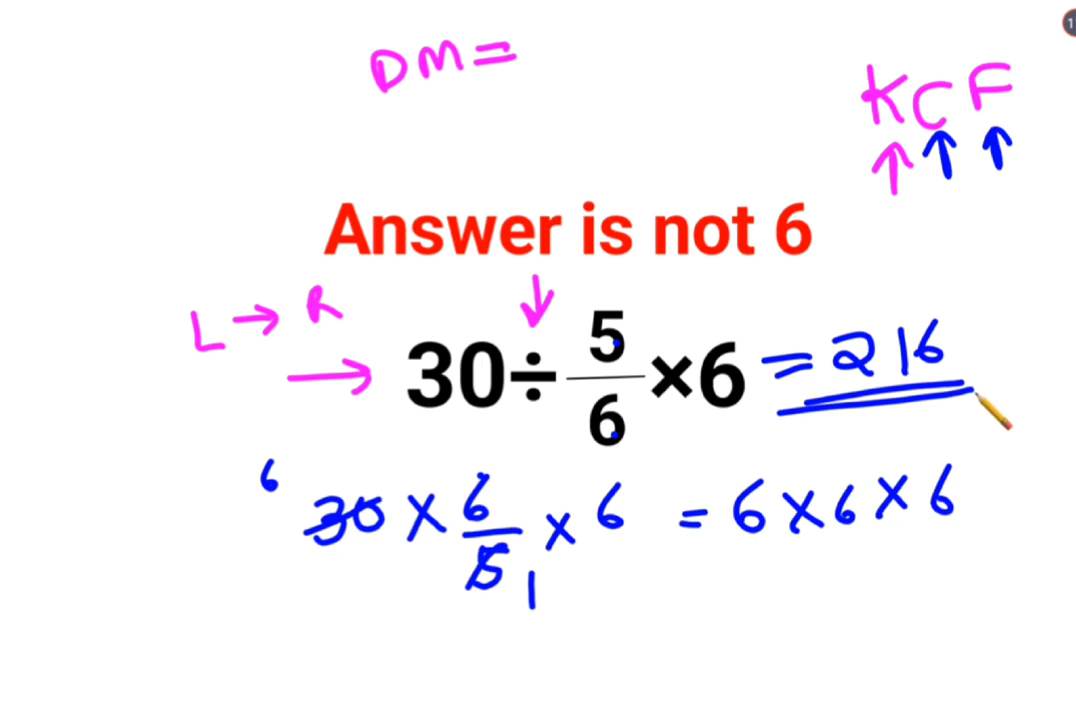 DM=
KCF
Answer is not 6
L → R
→ 30÷5/6×6 = 216
6
30 × 6/5 × 6 = 6×6×6
1